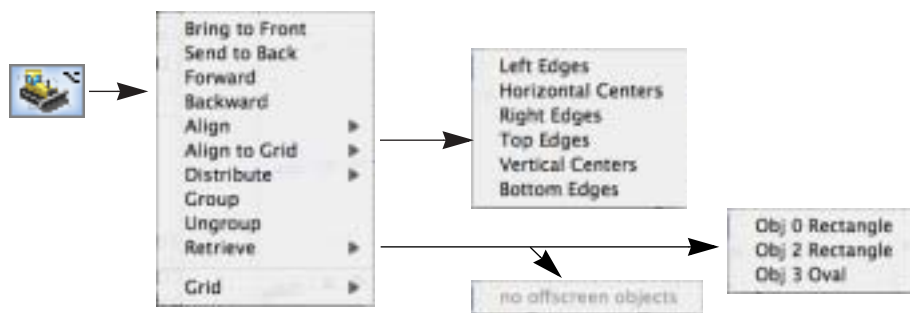 Bring to Front
Send to Back
Forward
Backward
Align
Align to Grid
Distribute
Group
Ungroup
Retrieve
Grid
Left Edges
Horizontal Centers
Right Edges
Top Edges
Vertical Centers
Bottom Edges
Obj 0 Rectangle
Obj 2 Rectangle
Obj 3 Oval
no offscreen objects